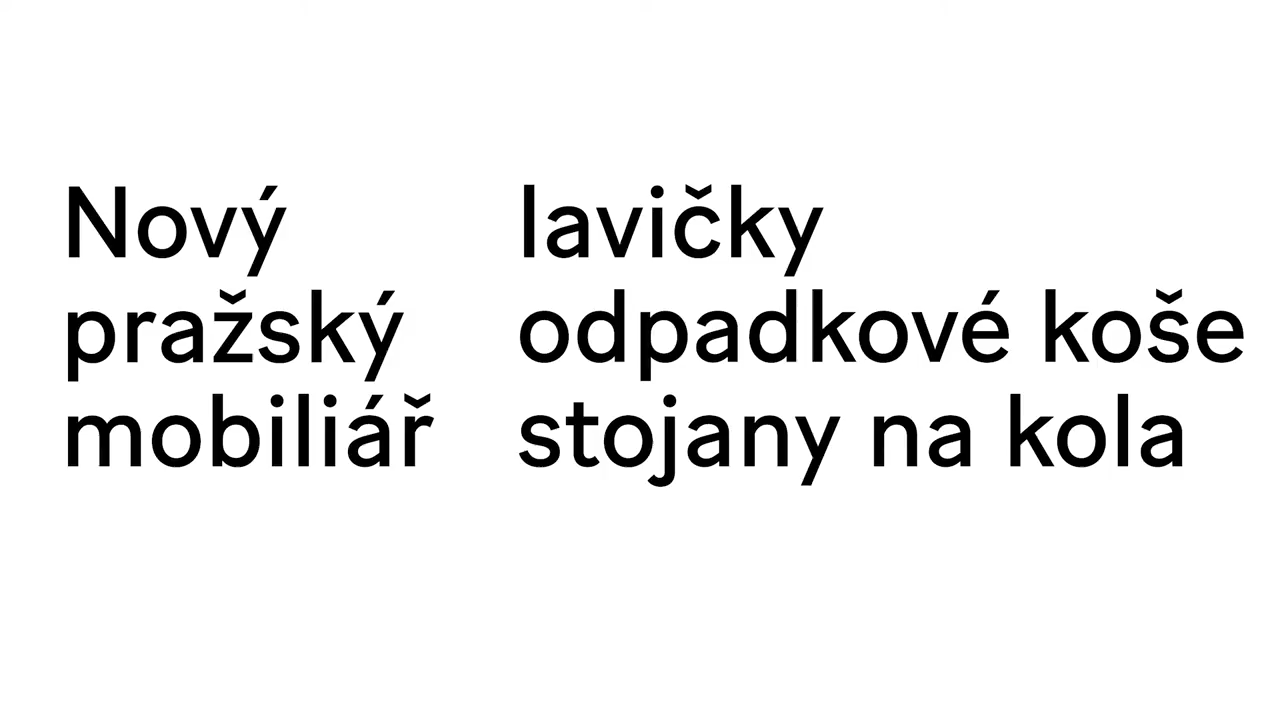 Nový
pražský
mobiliář
lavičky
odpadkové koše
stojany na kola